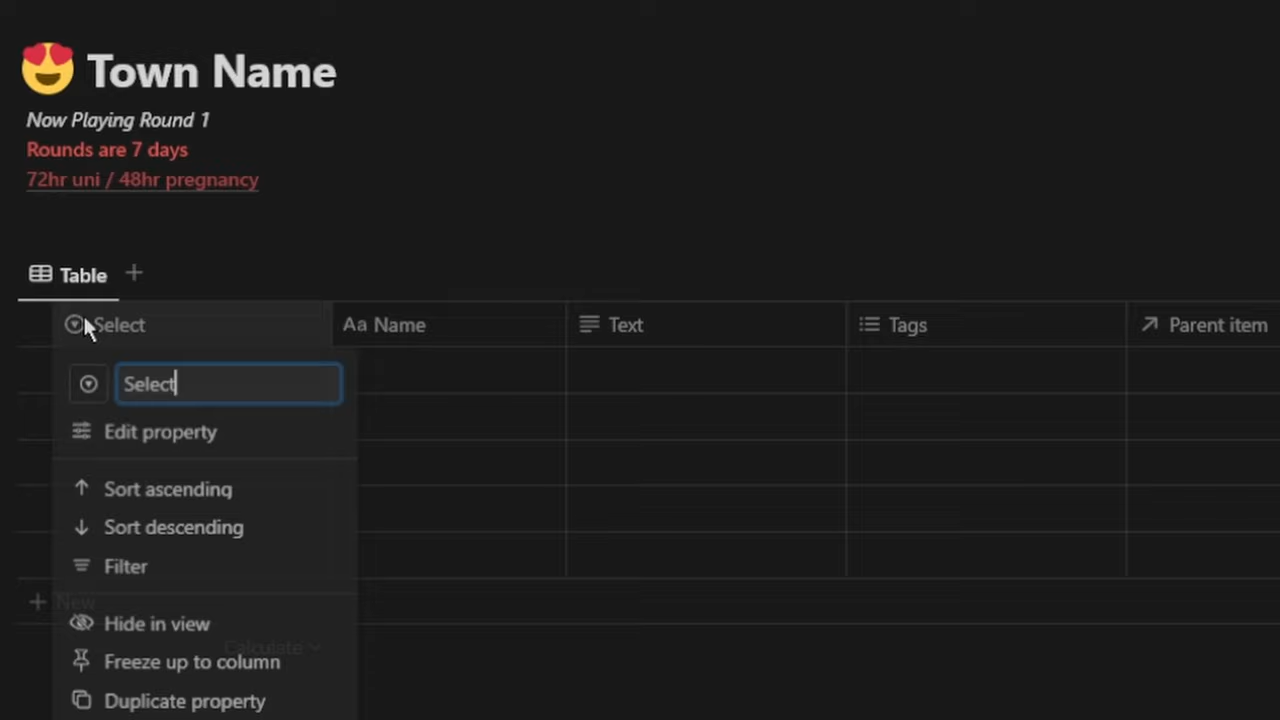 Town Name
Now Playing Round 1
Rounds are 7 days
72hr uni / 48hr pregnancy
Table
Select Aa Name Text Tags Parent item
Select
Edit property
Sort ascending
Sort descending
Filter
New
Hide in view
Calculate
Freeze up to column
Duplicate property